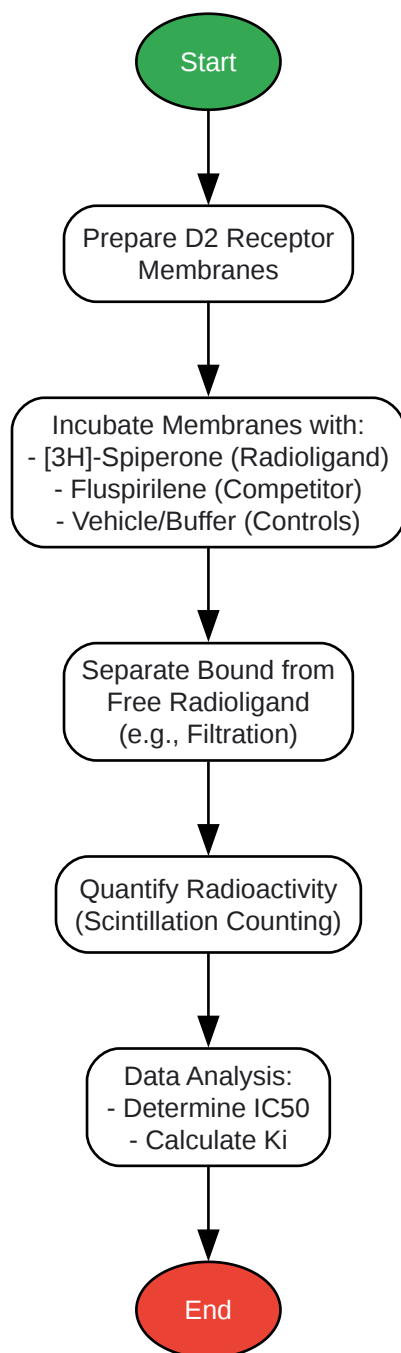 Start
Prepare D2 Receptor
Membranes
Incubate Membranes with:
- [3H]-Spiperone (Radioligand)
- Fluspirilene (Competitor)
- Vehicle/Buffer (Controls)
Separate Bound from
Free Radioligand
(e.g., Filtration)
Quantify Radioactivity
(Scintillation Counting)
Data Analysis:
- Determine IC50
- Calculate Ki
End